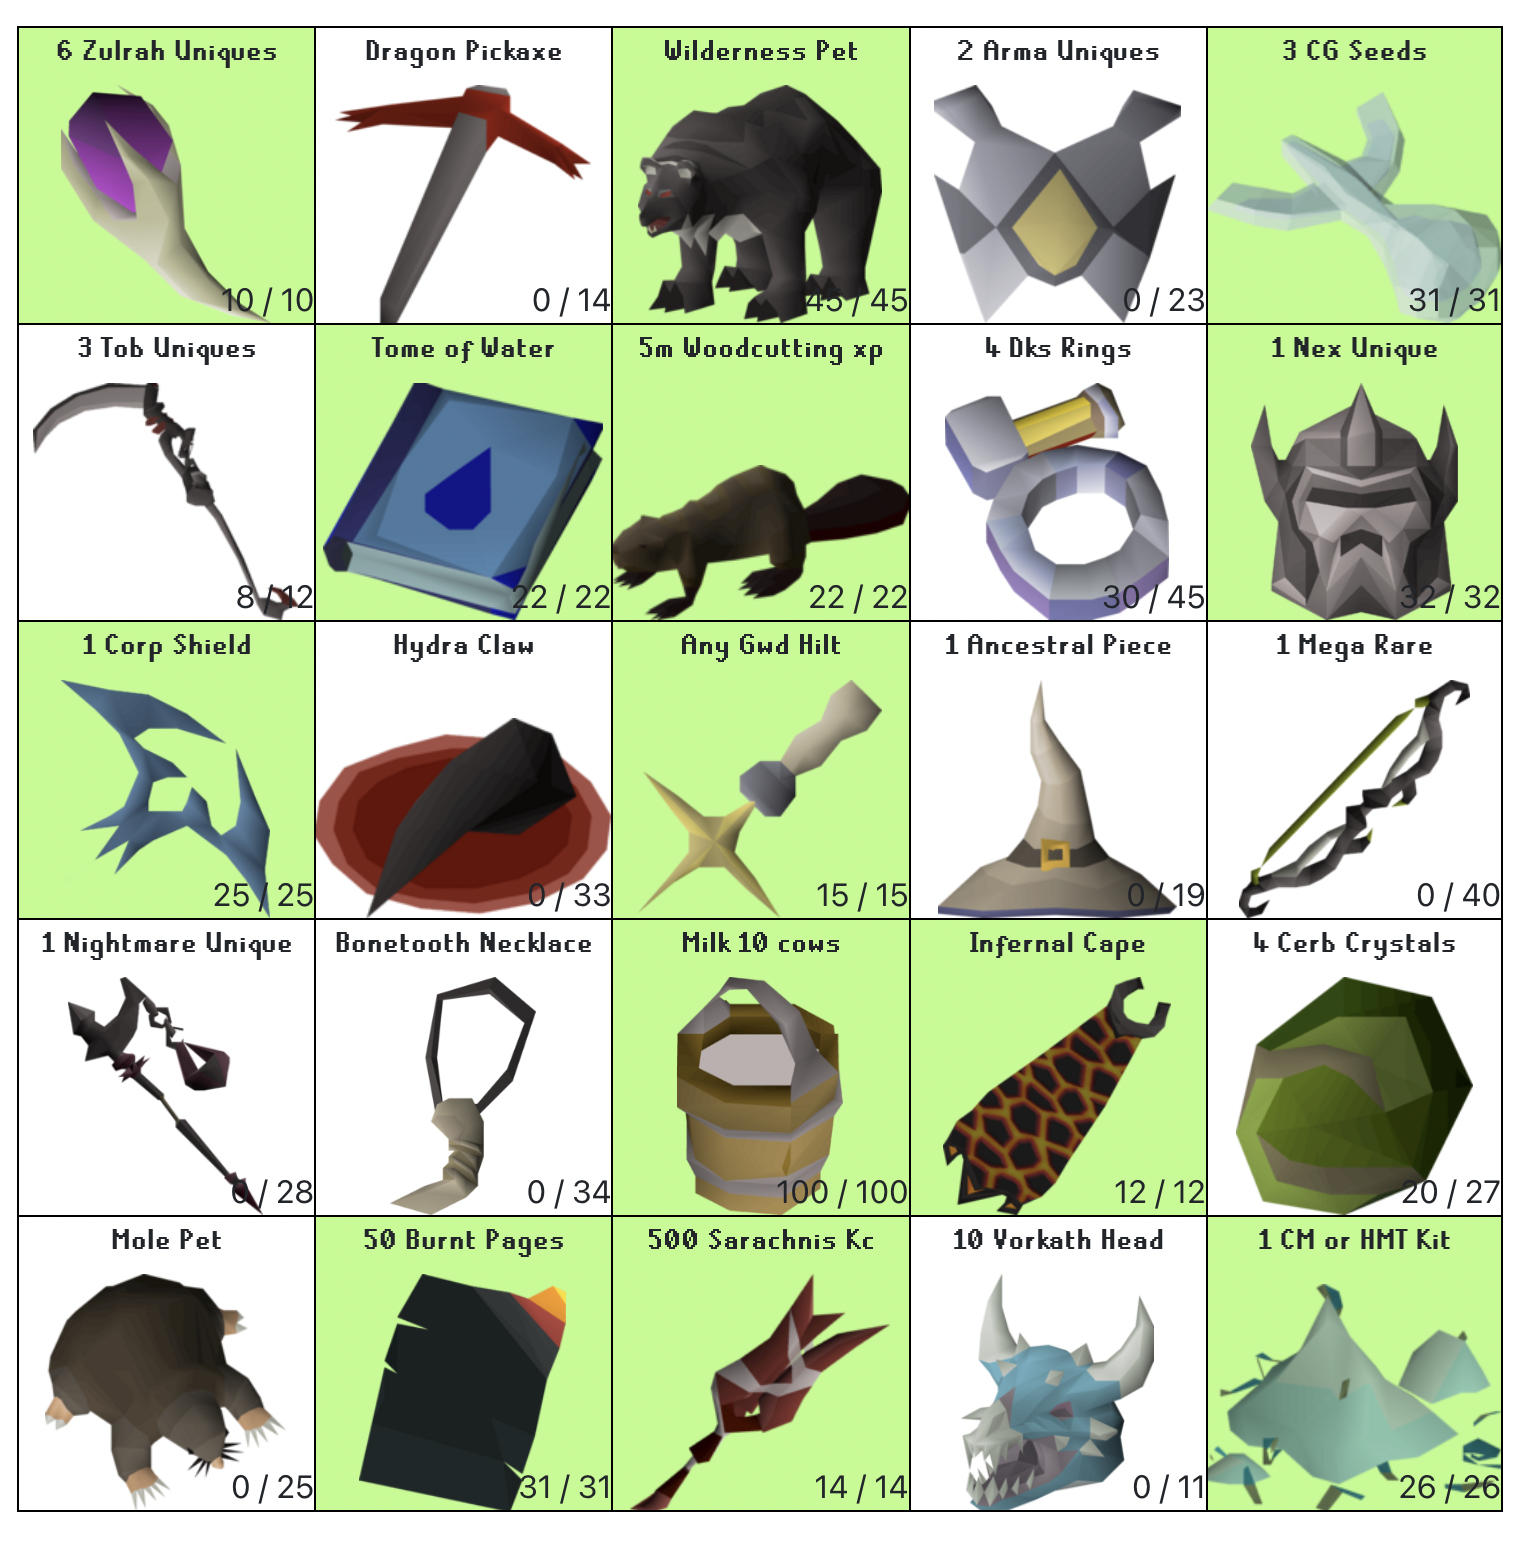 6 Zulrah Uniques
10 / 10
Dragon Pickaxe
0 / 14
Wilderness Pet
45 / 45
2 Arma Uniques
0 / 23
3 CG Seeds
31 / 31
3 Tob Uniques
8 / 12
Tome of Water
22 / 22
5m Woodcutting xp
22 / 22
4 Dks Rings
30 / 45
1 Nex Unique
32 / 32
1 Corp Shield
25 / 25
Hydra Claw
0 / 33
Any Gwd Hilt
15 / 15
1 Ancestral Piece
0 / 19
1 Mega Rare
0 / 40
1 Nightmare Unique
0 / 28
Bonetooth Necklace
0 / 34
Milk 10 cows
100 / 100
Infernal Cape
12 / 12
4 Cerb Crystals
20 / 27
Mole Pet
0 / 25
50 Burnt Pages
31 / 31
500 Sarachnis Kc
14 / 14
10 Vorkath Head
0 / 11
1 CM or HMT Kit
26 / 26